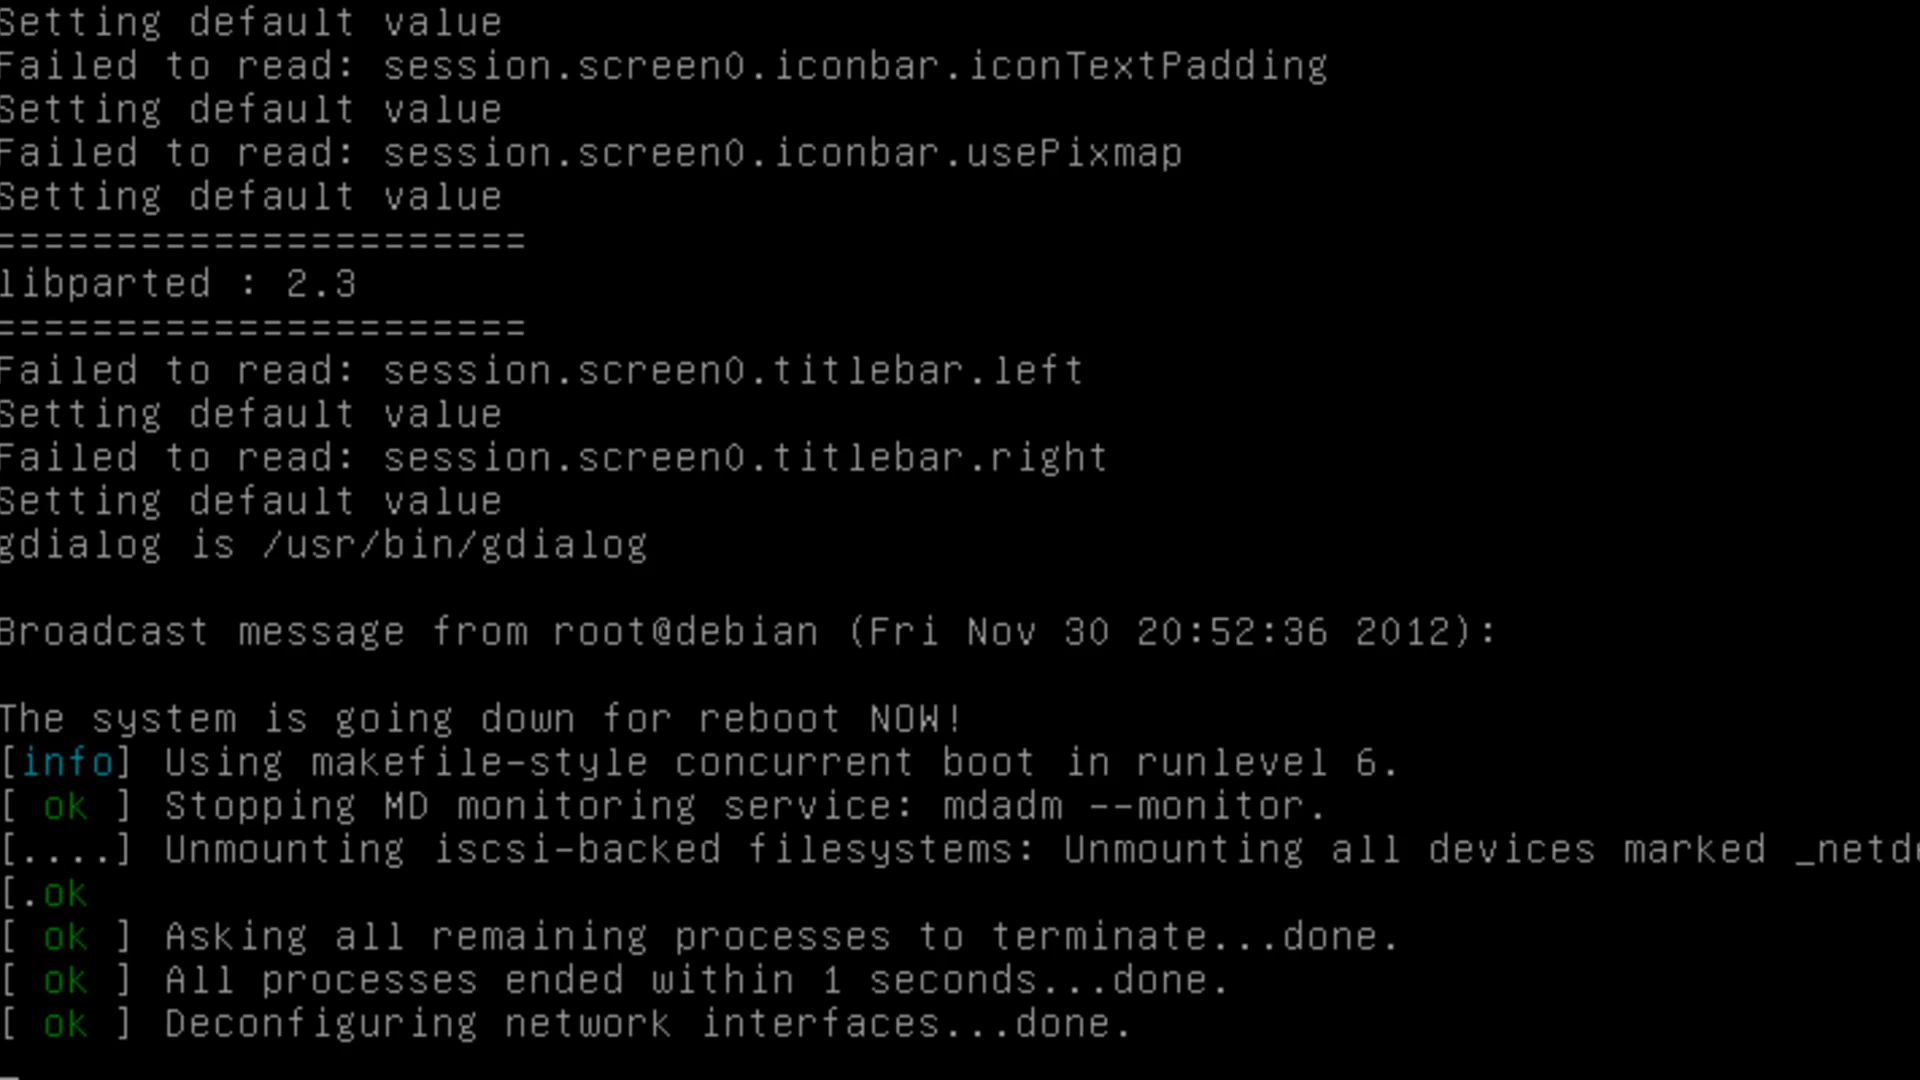 Setting default value
Failed to read: session.screen0.iconbar.iconTextPadding
Setting default value
Failed to read: session.screen0.iconbar.usePixmap
Setting default value
======================
libparted : 2.3
======================
Failed to read: session.screen0.titlebar.left
Setting default value
Failed to read: session.screen0.titlebar.right
Setting default value
gdialog is /usr/bin/gdialog
Broadcast message from root@debian (Fri Nov 30 20:52:36 2012):
The system is going down for reboot NOW!
[info] Using makefile-style concurrent boot in runlevel 6.
[ ok ] Stopping MD monitoring service: mdadm --monitor.
[....] Unmounting iscsi-backed filesystems: Unmounting all devices marked _netde
[.ok
[ ok ] Asking all remaining processes to terminate...done.
[ ok ] All processes ended within 1 seconds...done.
[ ok ] Deconfiguring network interfaces...done.